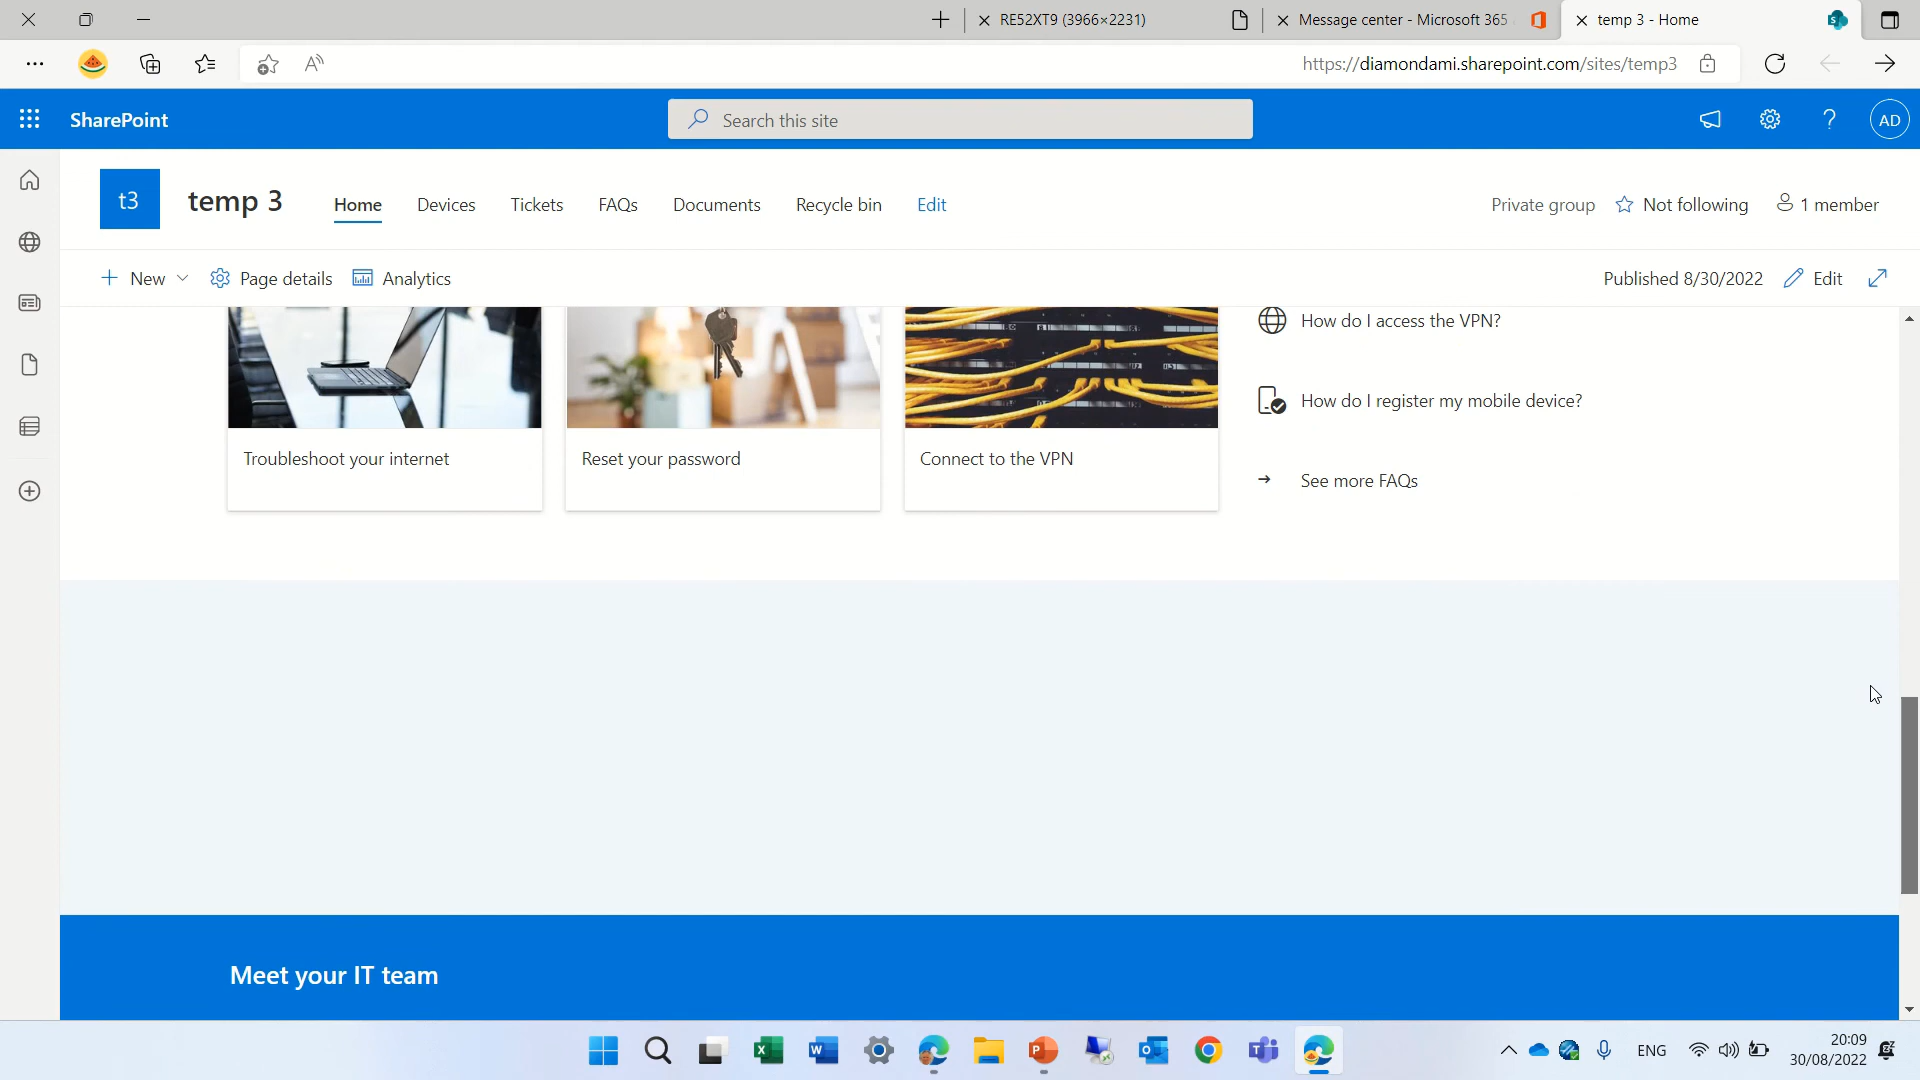 RE52XT9 (3966×2231)
Message center - Microsoft 365
temp 3 - Home
https://diamondami.sharepoint.com/sites/temp3
SharePoint
Search this site
?
AD
t3
temp 3
Home
Devices
Tickets
FAQs
Documents
Recycle bin
Edit
Private group
Not following
1 member
New
Page details
Analytics
Published 8/30/2022
Edit
How do I access the VPN?
How do I register my mobile device?
See more FAQs
Troubleshoot your internet
Reset your password
Connect to the VPN
Meet your IT team
ENG
20:09
30/08/2022